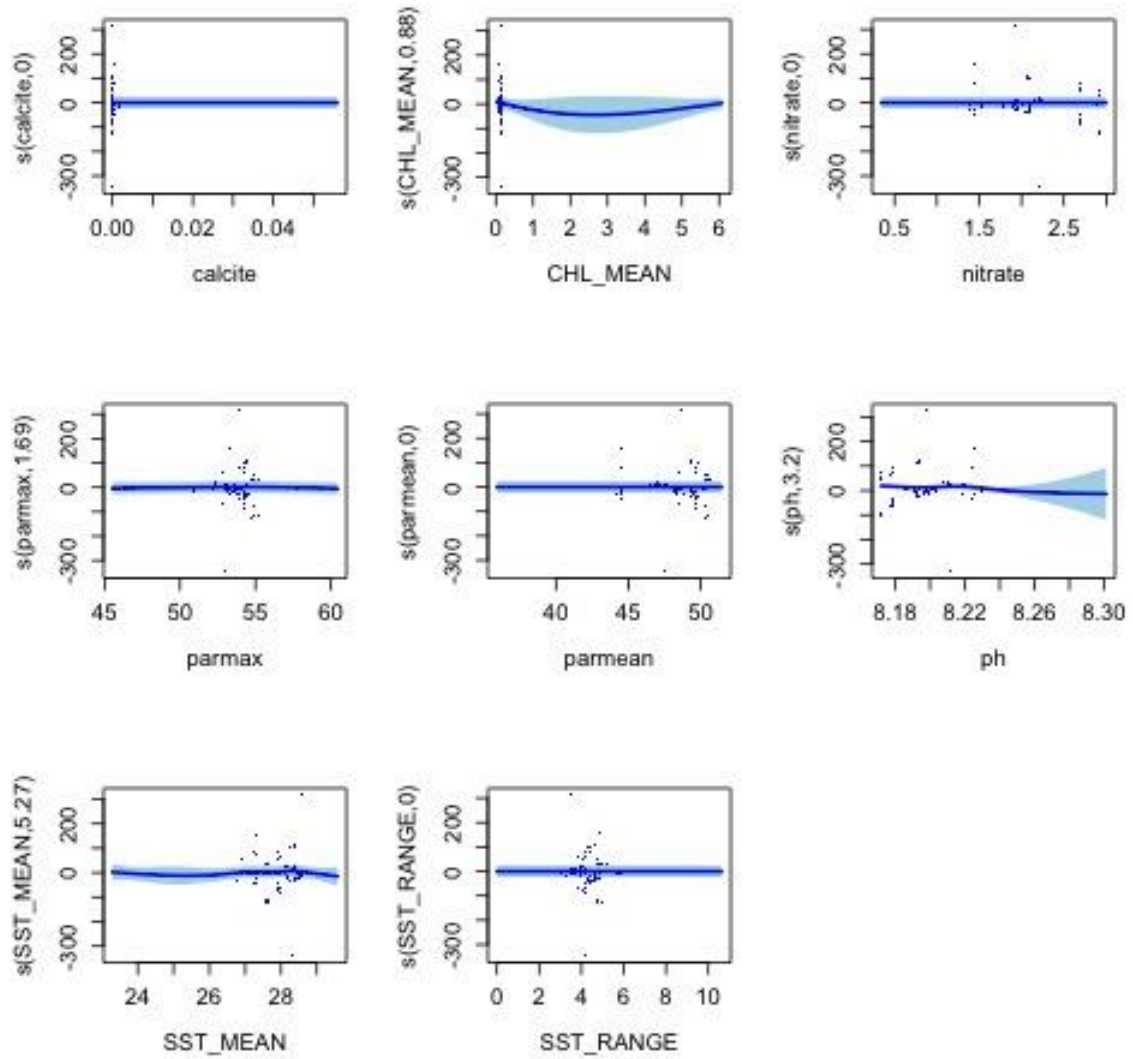 s(calcite,0)
200
0
-300
0.00 0.02 0.04
calcite
s(CHL_MEAN,0.88)
200
0
-300
0 1 2 3 4 5 6
CHL_MEAN
s(nitrate,0)
200
0
-300
0.5 1.5 2.5
nitrate
s(parmax,1.69)
200
0
-300
45 50 55 60
parmax
s(parmean,0)
200
0
-300
40 45 50
parmean
s(ph,3.2)
200
0
-300
8.18 8.22 8.26 8.30
ph
s(SST_MEAN,5.27)
200
0
-300
24 26 28
SST_MEAN
s(SST_RANGE,0)
200
0
-300
0 2 4 6 8 10
SST_RANGE